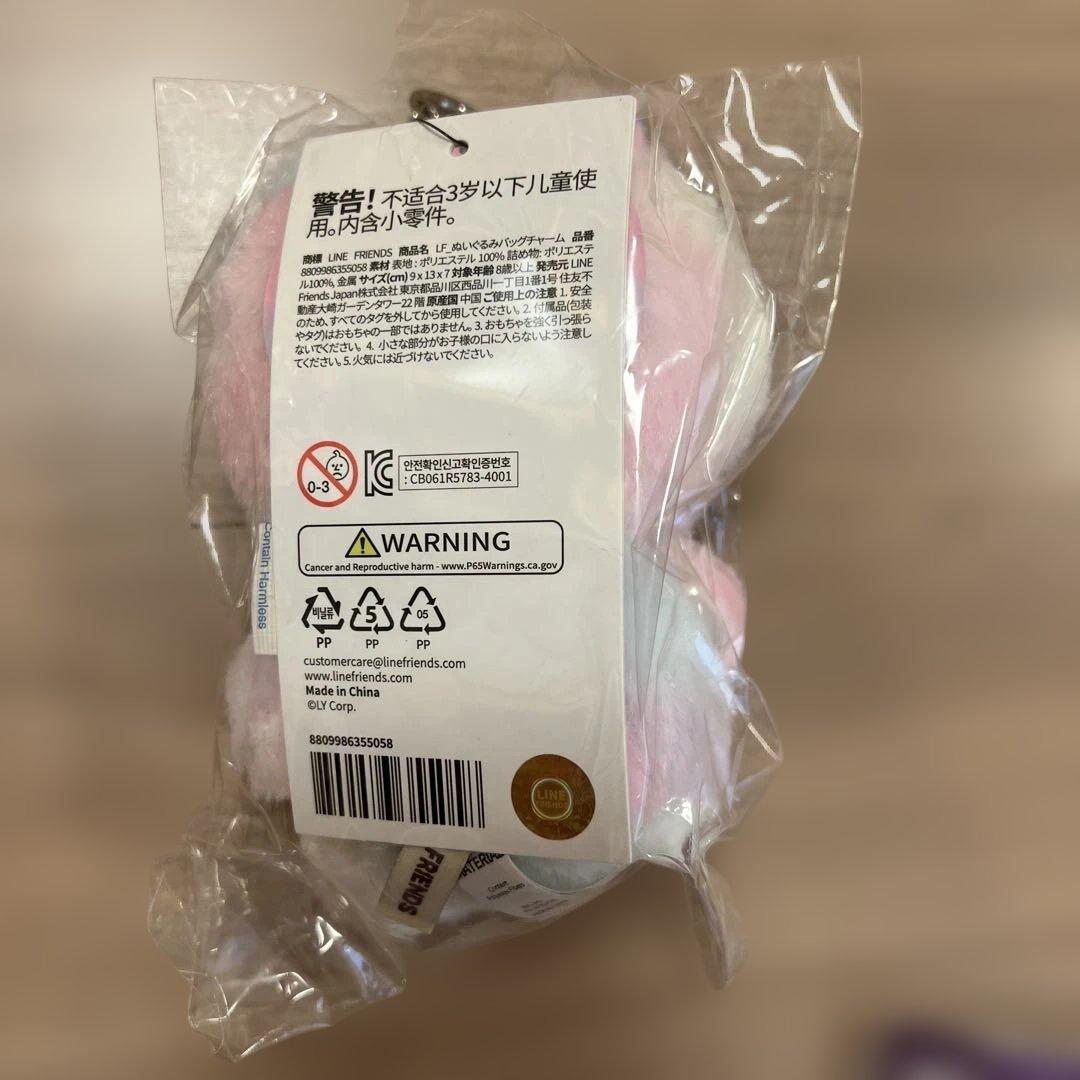 警告！不适合3岁以下儿童使
用。内含小零件。
商標 LINE FRIENDS 商品名 LF_ぬいぐるみバッグチャーム 品番
8809986355058 素材 表地 : ポリエステル 100% 詰め物: ポリエステ
ル100%, 金属 サイズ(cm) 9 x 13 x 7 対象年齢 8歳以上 発売元 LINE
Friends Japan株式会社 東京都品川区西品川一丁目1番1号 住友不
動産大崎ガーデンタワー22 階 原産国 中国 ご使用上の注意 1. 安全
のため、すべてのタグを外してから使用してください。2. 付属品(包装
やタグ)はおもちゃの一部ではありません。3. おもちゃを強く引っ張ら
ないでください。 4. 小さな部分がお子様の口に入らないよう注意し
てください。5. 火気には近づけないでください。
0-3
안전확인신고확인증번호
: CB061R5783-4001
WARNING
Cancer and Reproductive harm - www.P65Warnings.ca.gov
비닐류 5 05
PP PP PP
customercare@linefriends.com
www.linefriends.com
Made in China
©LY Corp.
8809986355058
LINE
FRIENDS
Contain Harmless
FRIENDS
Contain